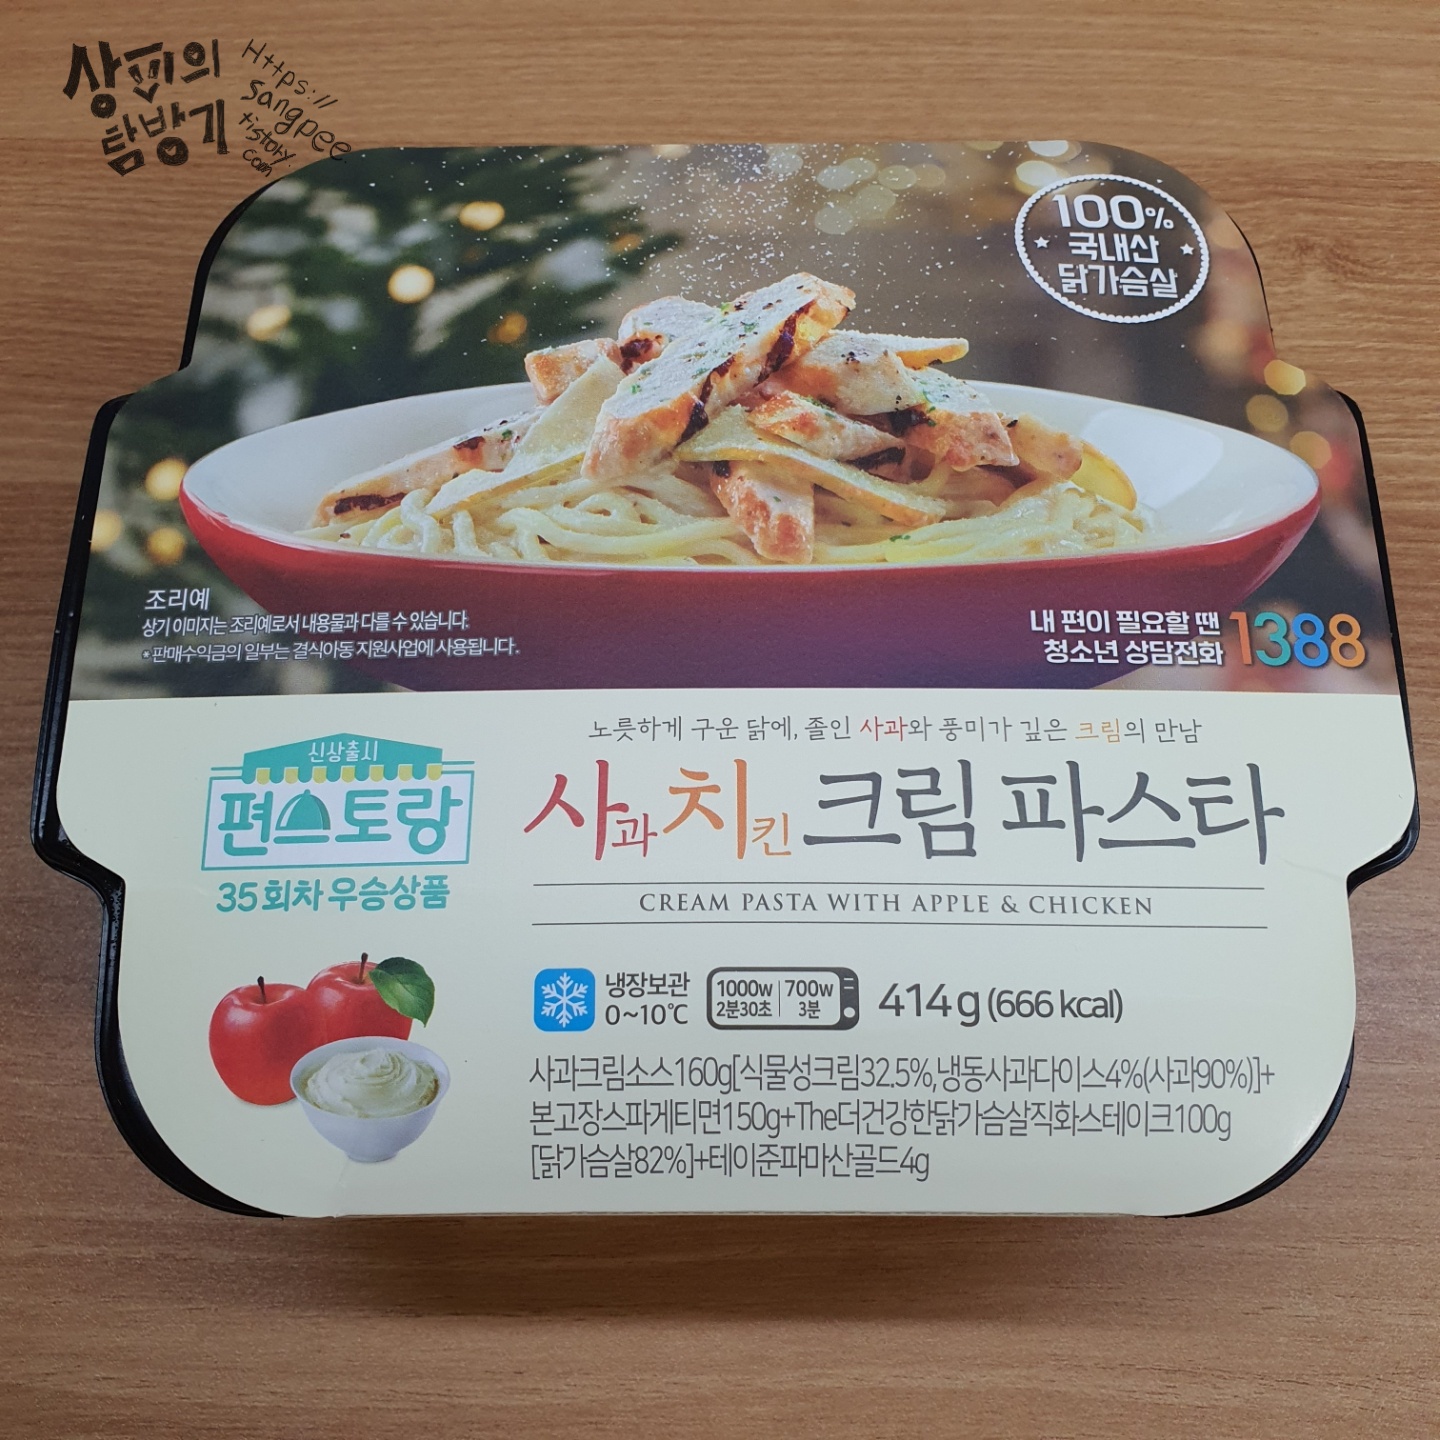 상삐의
탐방기
Https://
sangpee.
tistory.
com
100%
국내산
닭가슴살
조리예
상기 이미지는 조리예로서 내용물과 다를 수 있습니다.
*판매수익금의 일부는 결식아동 지원사업에 사용됩니다.
내 편이 필요할 땐
청소년 상담전화 1388
노릇하게 구운 닭에, 졸인 사과와 풍미가 깊은 크림의 만남
신상출시
편스토랑
35회차 우승상품
사과치킨크림 파스타
CREAM PASTA WITH APPLE & CHICKEN
냉장보관
0~10℃
1000w 700w
2분30초 3분
414g (666 kcal)
사과크림소스160g[식물성크림32.5%,냉동사과다이스4%(사과90%)]+
본고장스파게티면150g+The더건강한닭가슴살직화스테이크100g
[닭가슴살82%]+테이준파마산골드4g